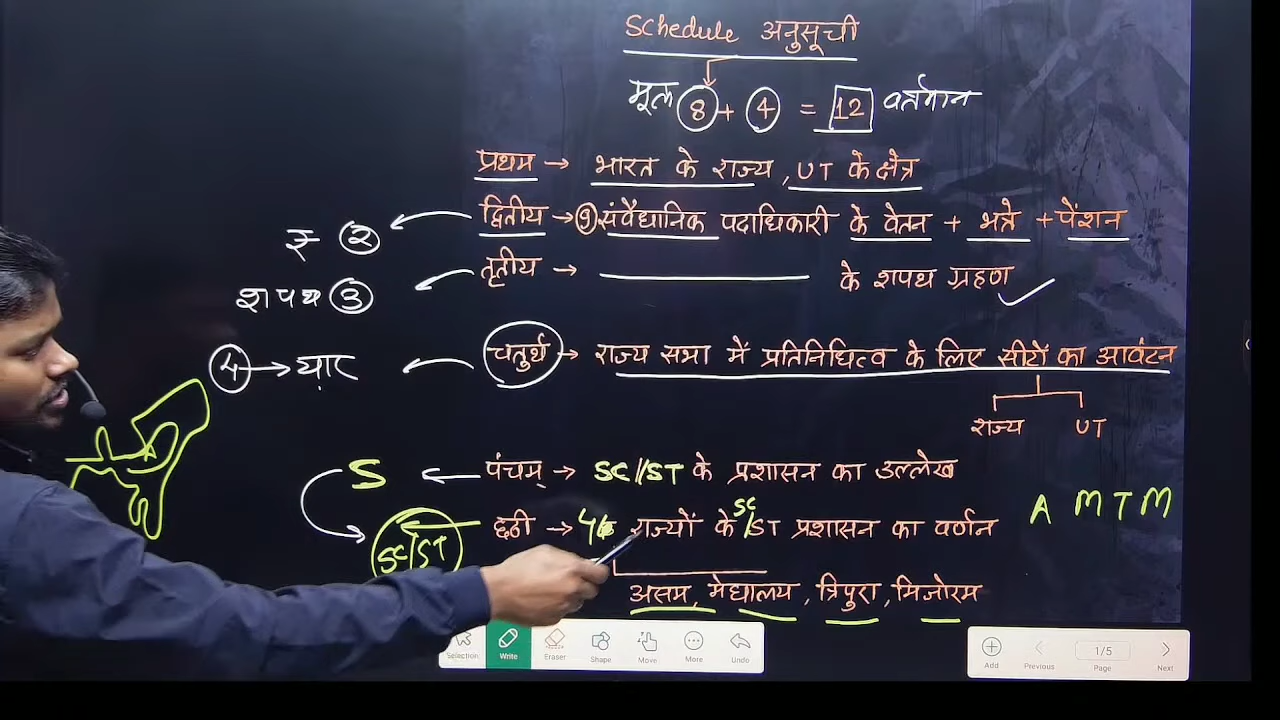 Schedule अनुसूची
मूल 8 + 4 = 12 वर्तमान
प्रथम → भारत के राज्य, UT के क्षेत्र
द्वितीय → 9 संवैधानिक पदाधिकारी के वेतन + भत्ते + पेंशन
₹ 2
तृतीय → के शपथ ग्रहण ✓
शपथ 3
चतुर्थ → राज्य सभा में प्रतिनिधित्व के लिए सीटों का आवंटन
4 → चार
राज्य UT
पंचम् → SC/ST के प्रशासन का उल्लेख
S
छठी → 4 राज्यों के SC/ST प्रशासन का वर्णन
SC/ST
A M T M
असम, मेघालय, त्रिपुरा, मिजोरम
Selection Write Eraser Shape Move More Undo
Add Previous 1/5 Page Next